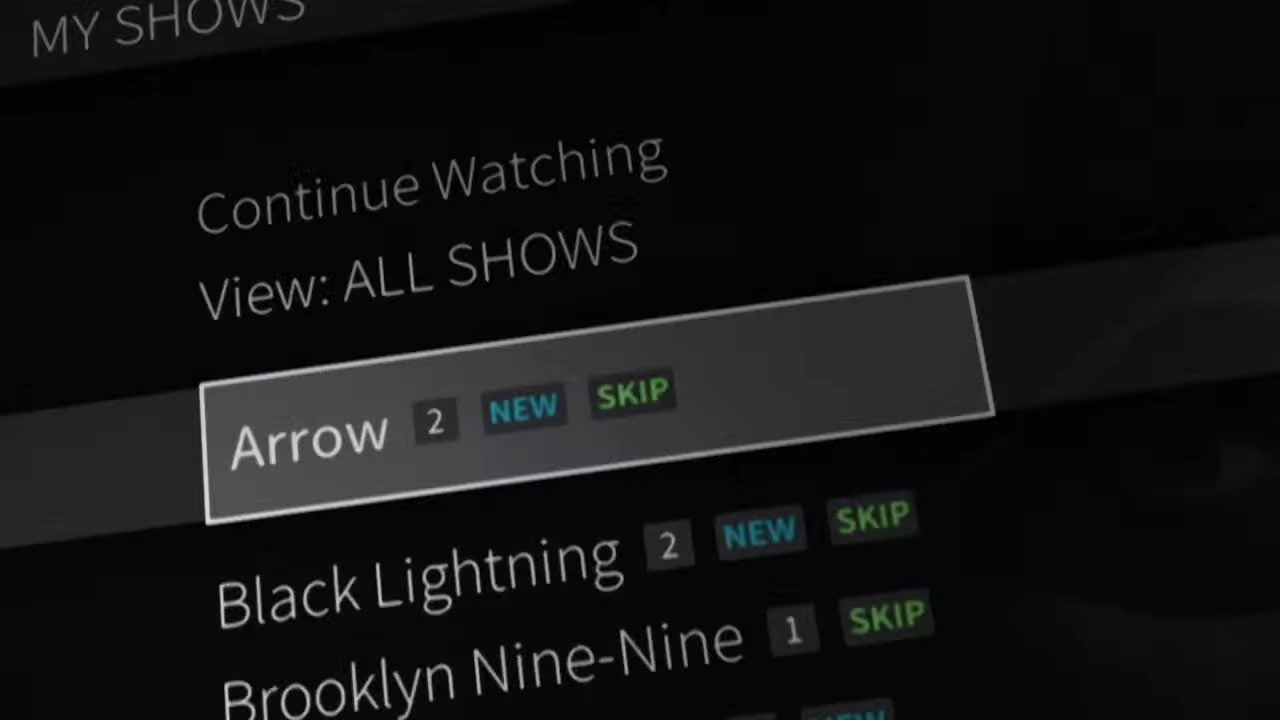 MY SHOWS
Continue Watching
View: ALL SHOWS
Arrow 2 NEW SKIP
Black Lightning 2 NEW SKIP
Brooklyn Nine-Nine 1 SKIP
NEW